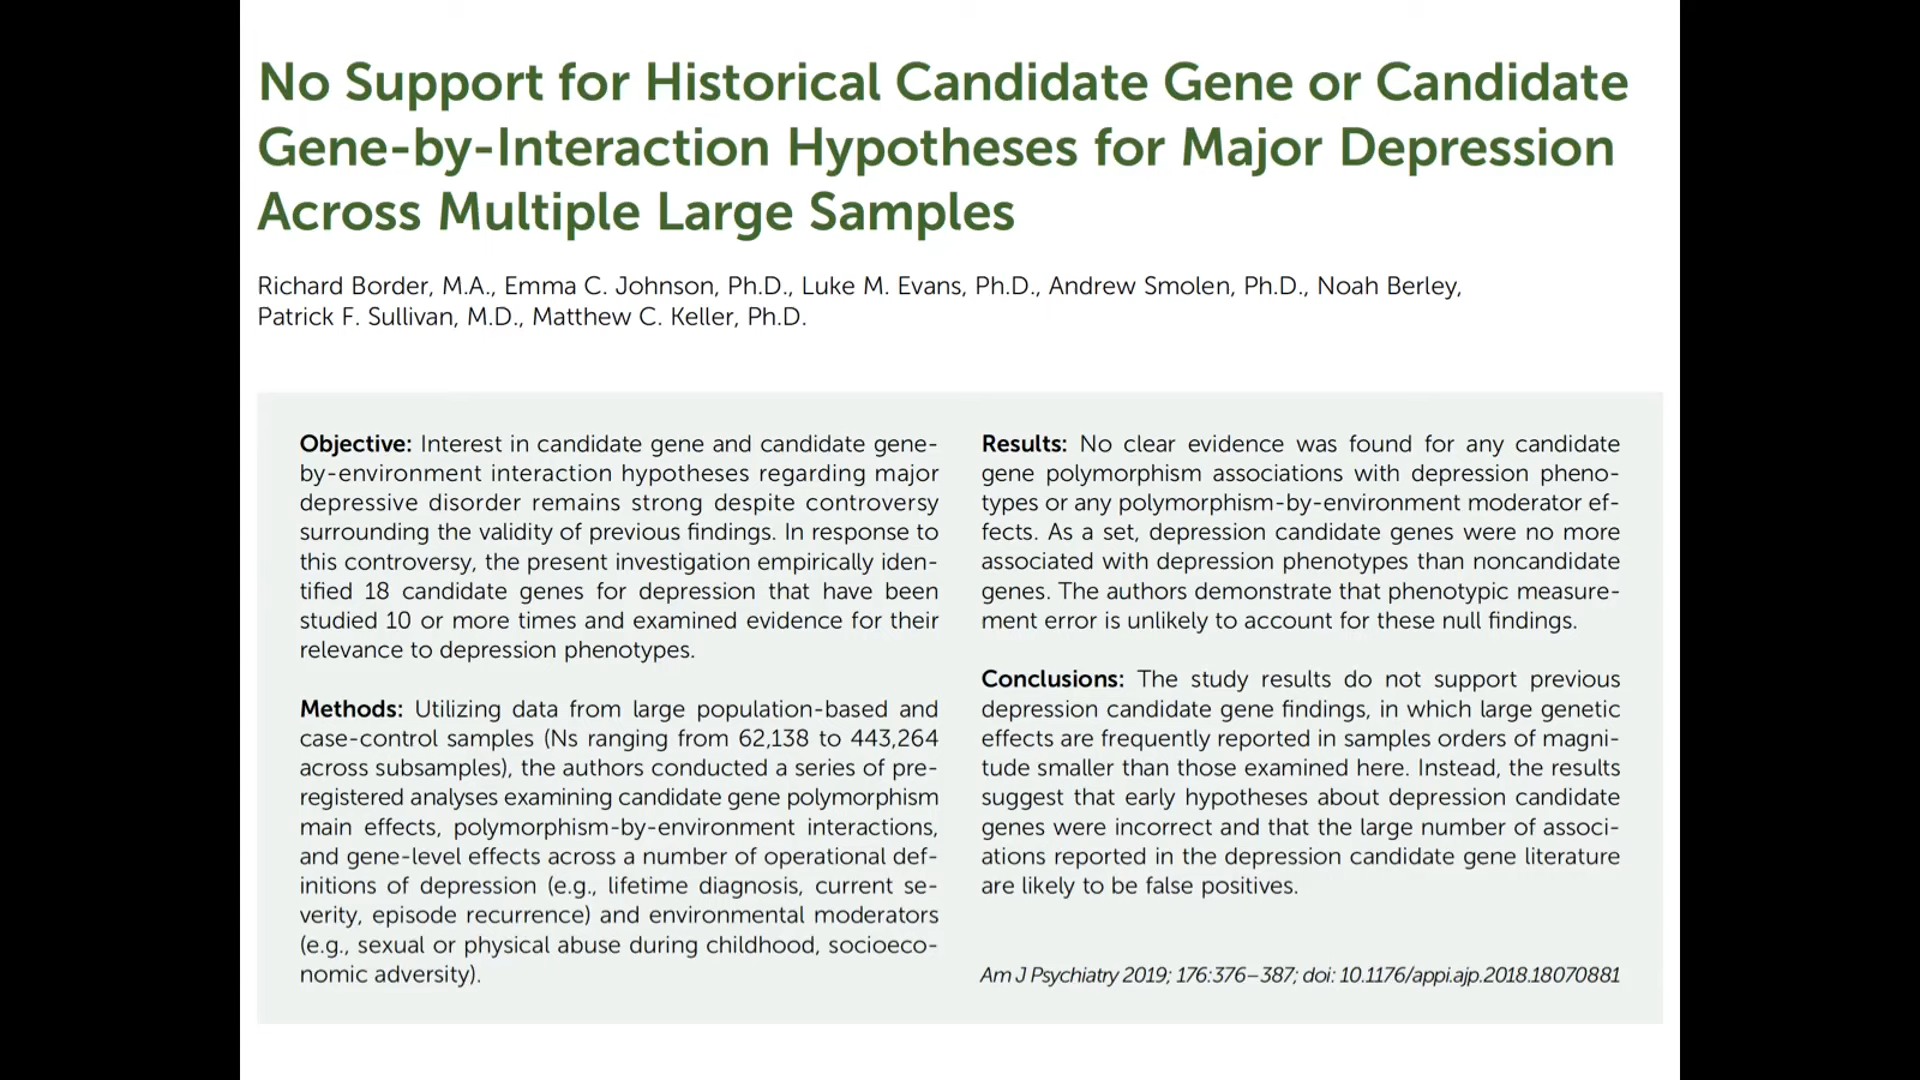 No Support for Historical Candidate Gene or Candidate
Gene-by-Interaction Hypotheses for Major Depression
Across Multiple Large Samples
Richard Border, M.A., Emma C. Johnson, Ph.D., Luke M. Evans, Ph.D., Andrew Smolen, Ph.D., Noah Berley,
Patrick F. Sullivan, M.D., Matthew C. Keller, Ph.D.
Objective: Interest in candidate gene and candidate gene-
by-environment interaction hypotheses regarding major
depressive disorder remains strong despite controversy
surrounding the validity of previous findings. In response to
this controversy, the present investigation empirically iden-
tified 18 candidate genes for depression that have been
studied 10 or more times and examined evidence for their
relevance to depression phenotypes.
Methods: Utilizing data from large population-based and
case-control samples (Ns ranging from 62,138 to 443,264
across subsamples), the authors conducted a series of pre-
registered analyses examining candidate gene polymorphism
main effects, polymorphism-by-environment interactions,
and gene-level effects across a number of operational def-
initions of depression (e.g., lifetime diagnosis, current se-
verity, episode recurrence) and environmental moderators
(e.g., sexual or physical abuse during childhood, socioeco-
nomic adversity).
Results: No clear evidence was found for any candidate
gene polymorphism associations with depression pheno-
types or any polymorphism-by-environment moderator ef-
fects. As a set, depression candidate genes were no more
associated with depression phenotypes than noncandidate
genes. The authors demonstrate that phenotypic measure-
ment error is unlikely to account for these null findings.
Conclusions: The study results do not support previous
depression candidate gene findings, in which large genetic
effects are frequently reported in samples orders of magni-
tude smaller than those examined here. Instead, the results
suggest that early hypotheses about depression candidate
genes were incorrect and that the large number of associ-
ations reported in the depression candidate gene literature
are likely to be false positives.
Am J Psychiatry 2019; 176:376–387; doi: 10.1176/appi.ajp.2018.18070881